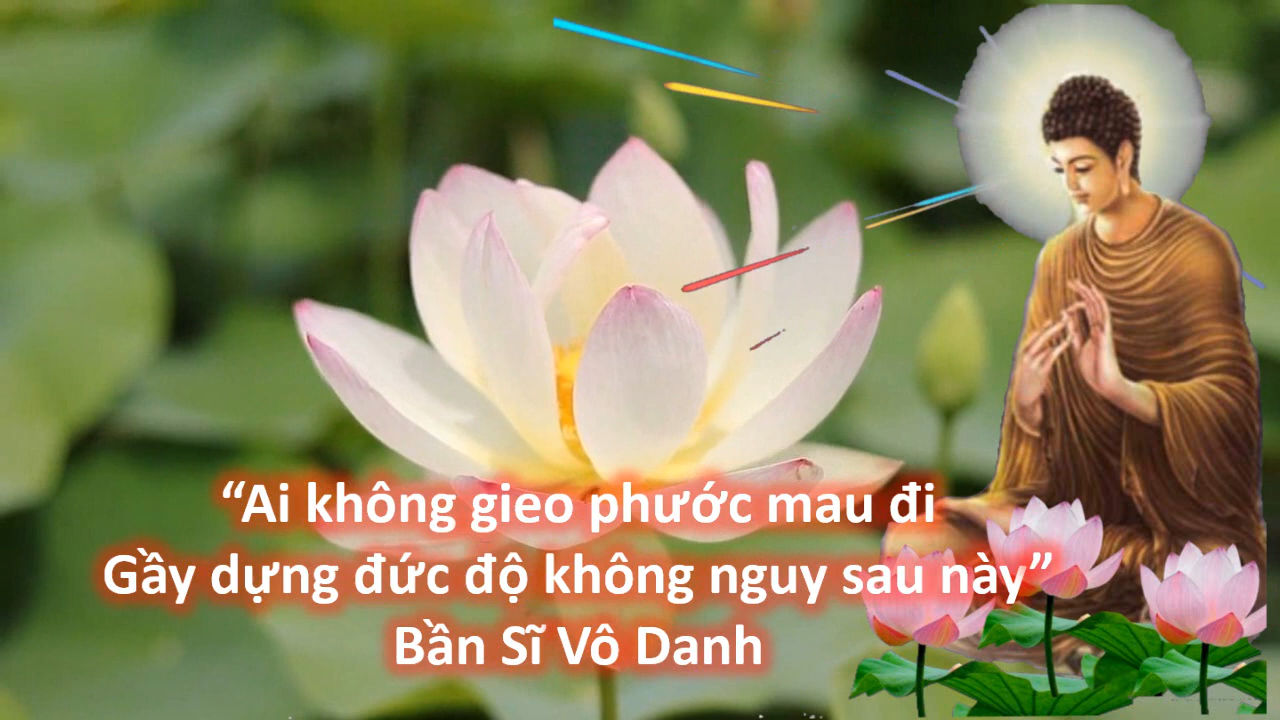 “Ai không gieo phước mau đi
Gầy dựng đức độ không nguy sau này”
Bần Sĩ Vô Danh